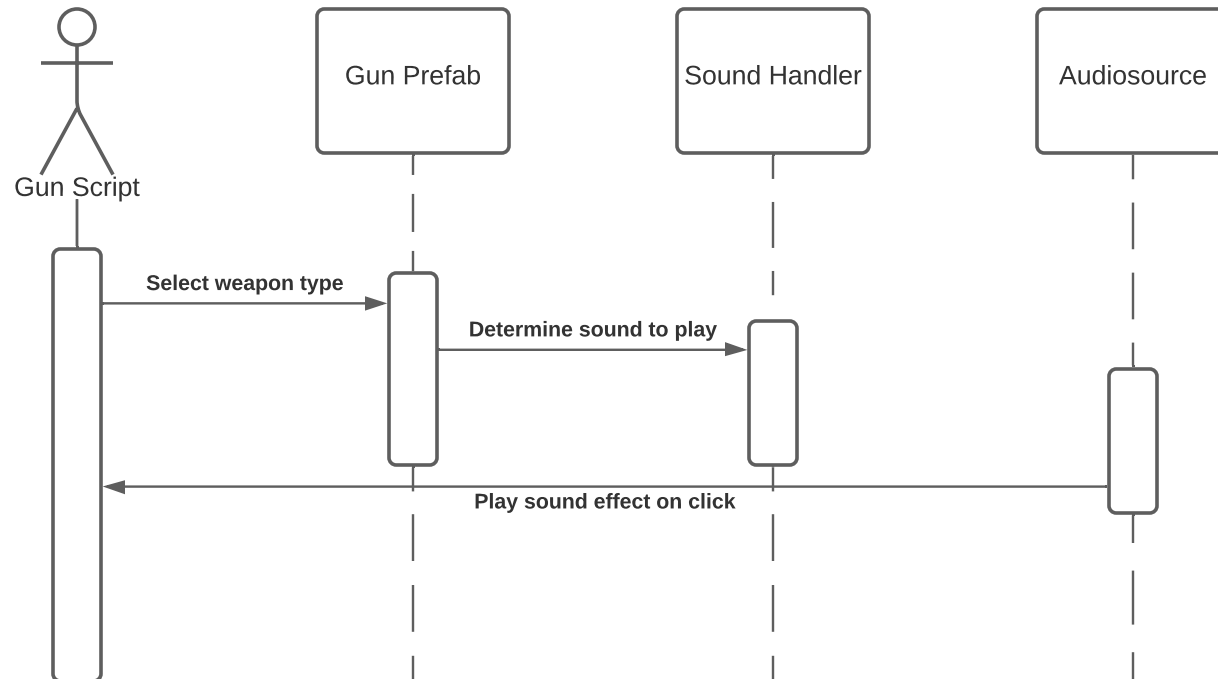 Gun Prefab
Sound Handler
Audiosource
Gun Script
Select weapon type
Determine sound to play
Play sound effect on click